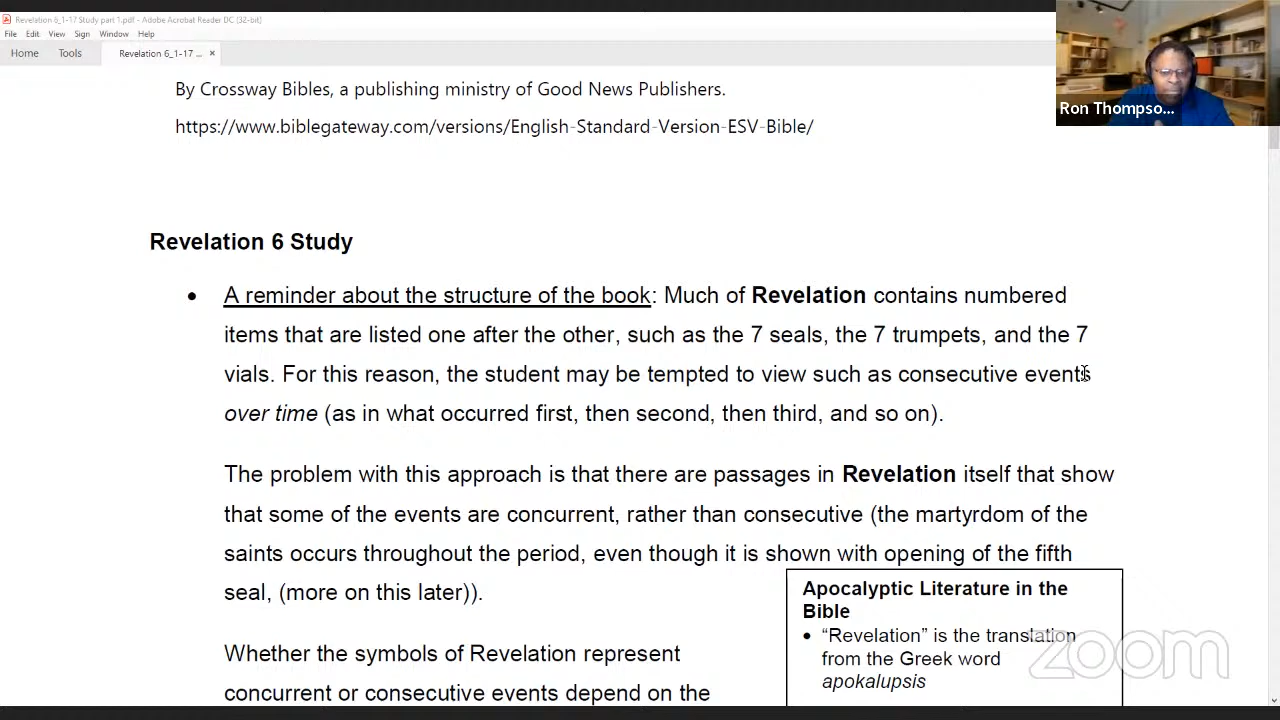 Revelation 6_1-17 Study part 1.pdf - Adobe Acrobat Reader DC (32-bit)
File Edit View Sign Window Help
Home Tools Revelation 6_1-17 ... ×
By Crossway Bibles, a publishing ministry of Good News Publishers.
https://www.biblegateway.com/versions/English-Standard-Version-ESV-Bible/
Ron Thompso...
Revelation 6 Study
• A reminder about the structure of the book: Much of Revelation contains numbered
items that are listed one after the other, such as the 7 seals, the 7 trumpets, and the 7
vials. For this reason, the student may be tempted to view such as consecutive events
over time (as in what occurred first, then second, then third, and so on).
The problem with this approach is that there are passages in Revelation itself that show
that some of the events are concurrent, rather than consecutive (the martyrdom of the
saints occurs throughout the period, even though it is shown with opening of the fifth
seal, (more on this later)).
Whether the symbols of Revelation represent
concurrent or consecutive events depend on the
Apocalyptic Literature in the
Bible
• “Revelation” is the translation
from the Greek word
apokalupsis
zoom